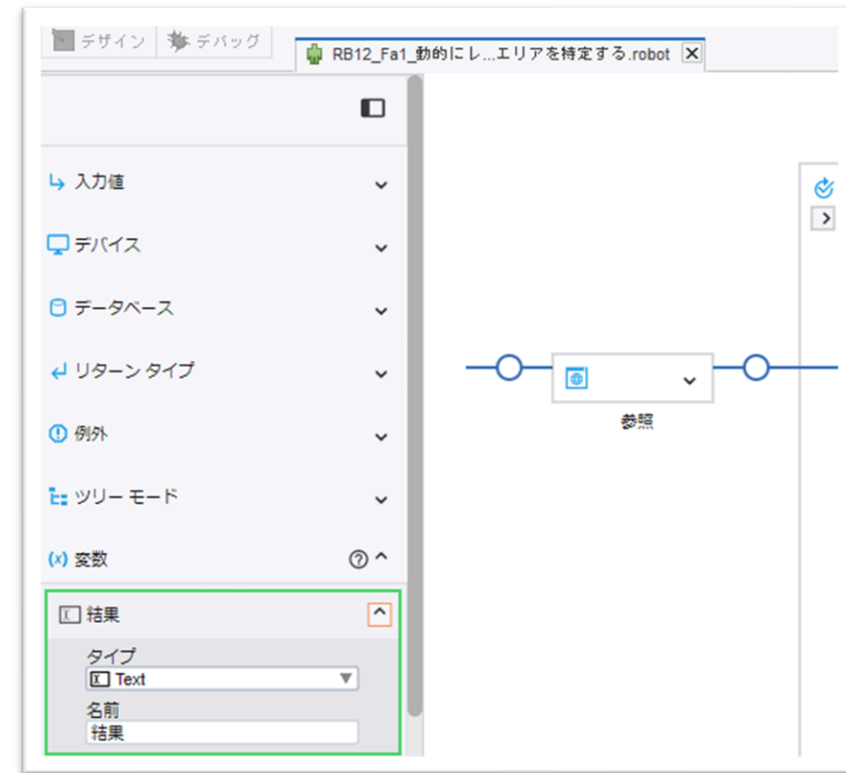 デザイン デバッグ
RB12_Fa1_動的にレ...エリアを特定する.robot
入力値
デバイス
データベース
リターン タイプ
例外
ツリー モード
(x) 変数
結果
タイプ
Text
名前
結果
参照